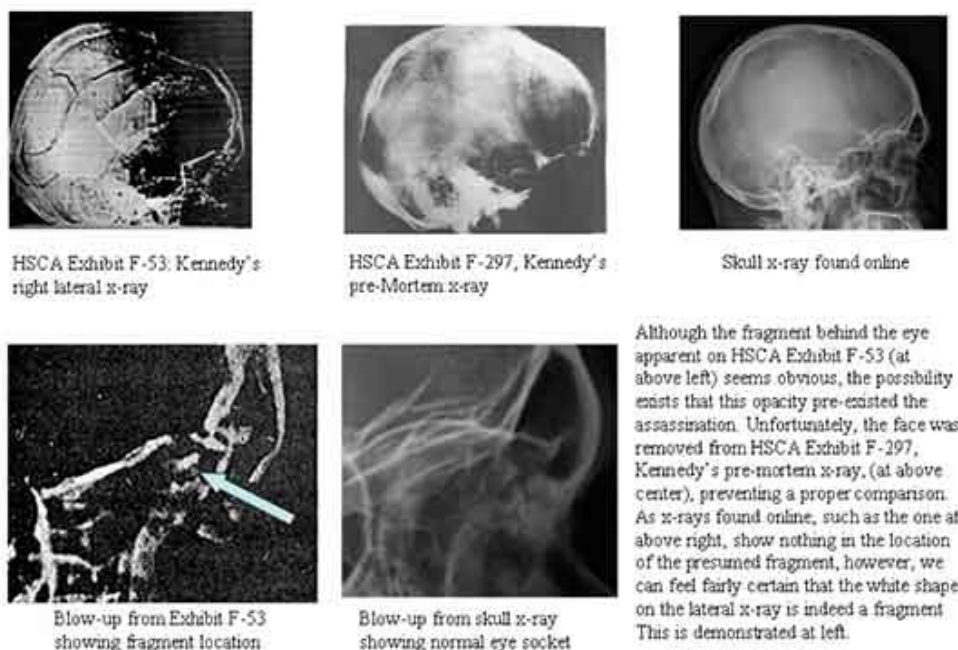 HSCA Exhibit F-53: Kennedy's
right lateral x-ray
HSCA Exhibit F-297, Kennedy's
pre-Mortem x-ray
Skull x-ray found online
Although the fragment behind the eye
apparent on HSCA Exhibit F-53 (at
above left) seems obvious, the possibility
exists that this opacity pre-existed the
assassination. Unfortunately, the face was
removed from HSCA Exhibit F-297,
Kennedy's pre-mortem x-ray, (at above
center), preventing a proper comparison.
As x-rays found online, such as the one at
above right, show nothing in the location
of the presumed fragment, however, we
can feel fairly certain that the white shape
on the lateral x-ray is indeed a fragment
This is demonstrated at left.
Blow-up from Exhibit F-53
showing fragment location
Blow-up from skull x-ray
showing normal eye socket